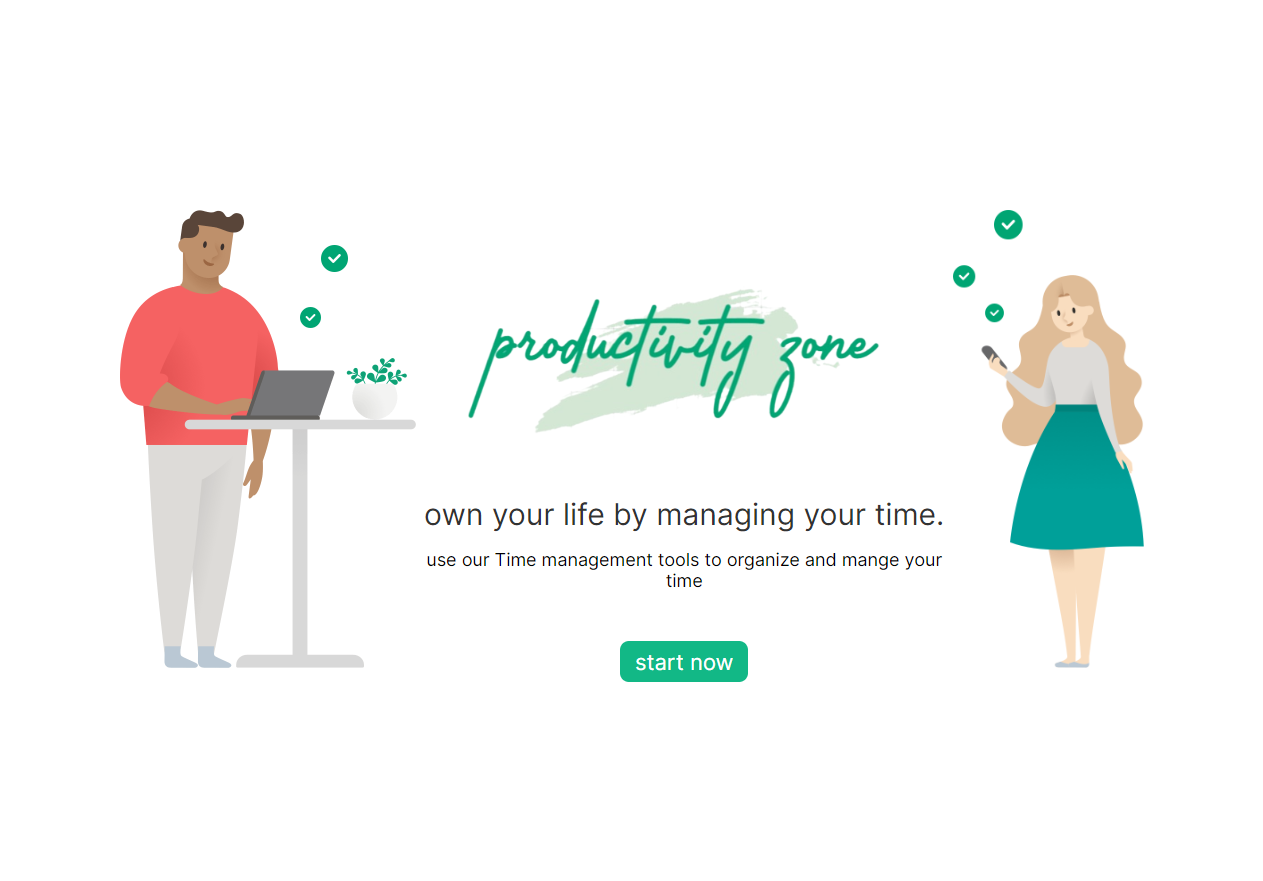 productivity zone
own your life by managing your time.
use our Time management tools to organize and mange your
time
start now